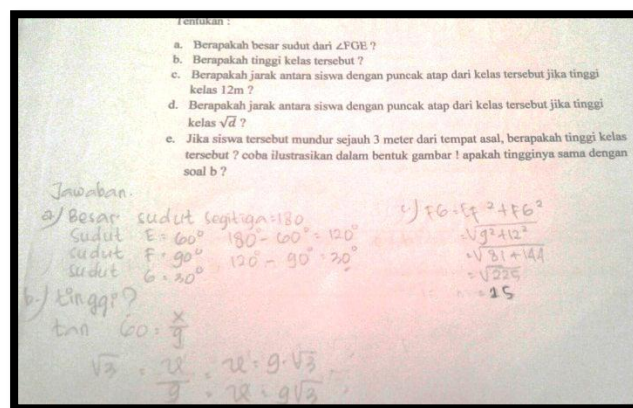 Tentukan :
a. Berapakah besar sudut dari ∠FGE ?
b. Berapakah tinggi kelas tersebut ?
c. Berapakah jarak antara siswa dengan puncak atap dari kelas tersebut jika tinggi
kelas 12m ?
d. Berapakah jarak antara siswa dengan puncak atap dari kelas tersebut jika tinggi
kelas √d ?
e. Jika siswa tersebut mundur sejauh 3 meter dari tempat asal, berapakah tinggi kelas
tersebut ? coba ilustrasikan dalam bentuk gambar ! apakah tingginya sama dengan
soal b ?
Jawaban.
a) Besar sudut segitiga = 180
Sudut E = 60° 180° - 60° = 120°
Sudut F = 90° 120° - 90° = 30°
Sudut G = 30°
b.) tinggi?
tan 60 = x/9
√3 = x/9 = x = 9.√3
= x = 9√3
c) FG = EF² + FG²
= √9² + 12²
= √81 + 144
= √225
= 15